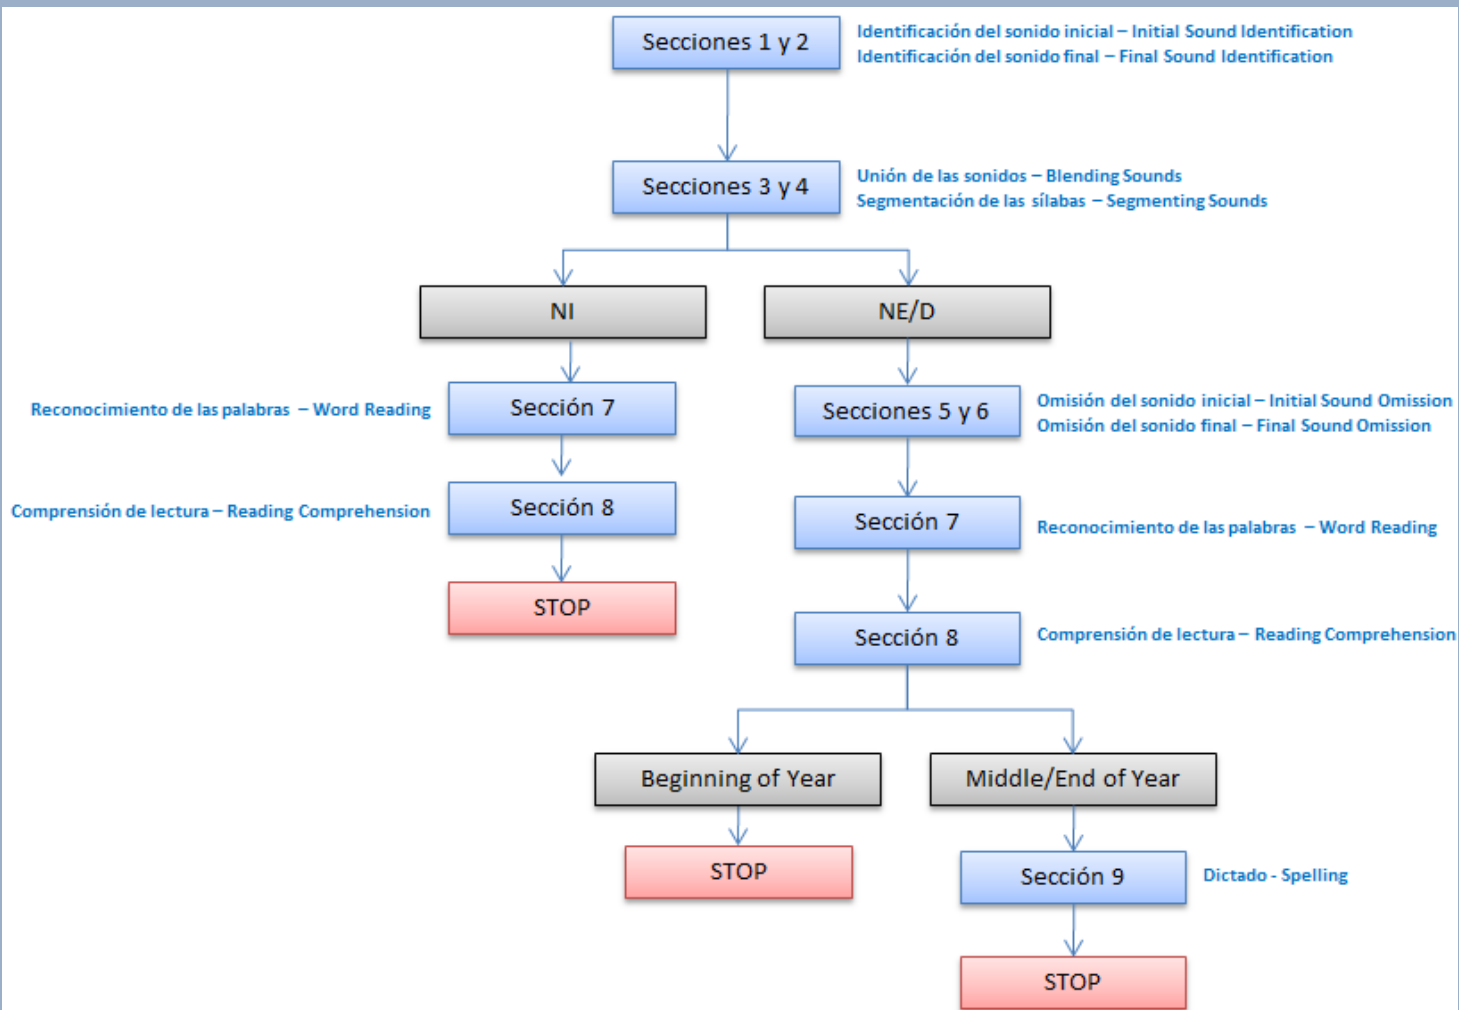 Secciones 1 y 2
Identificación del sonido inicial – Initial Sound Identification
Identificación del sonido final – Final Sound Identification
Secciones 3 y 4
Unión de las sonidos – Blending Sounds
Segmentación de las sílabas – Segmenting Sounds
NI
NE/D
Reconocimiento de las palabras – Word Reading
Sección 7
Secciones 5 y 6
Omisión del sonido inicial – Initial Sound Omission
Omisión del sonido final – Final Sound Omission
Comprensión de lectura – Reading Comprehension
Sección 8
Sección 7
Reconocimiento de las palabras – Word Reading
STOP
Sección 8
Comprensión de lectura – Reading Comprehension
Beginning of Year
Middle/End of Year
STOP
Sección 9
Dictado - Spelling
STOP